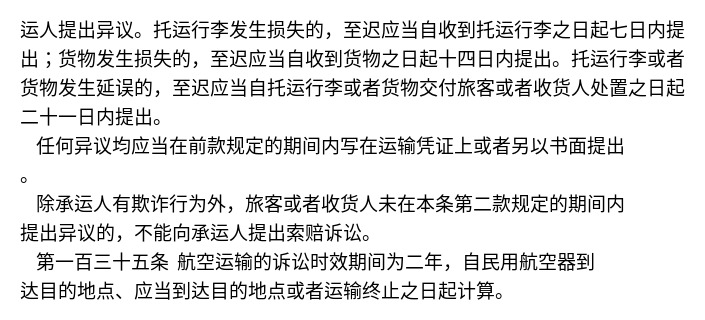 运人提出异议。托运行李发生损失的，至迟应当自收到托运行李之日起七日内提
出；货物发生损失的，至迟应当自收到货物之日起十四日内提出。托运行李或者
货物发生延误的，至迟应当自托运行李或者货物交付旅客或者收货人处置之日起
二十一日内提出。
任何异议均应当在前款规定的期间内写在运输凭证上或者另以书面提出
。
除承运人有欺诈行为外，旅客或者收货人未在本条第二款规定的期间内
提出异议的，不能向承运人提出索赔诉讼。
第一百三十五条 航空运输的诉讼时效期间为二年，自民用航空器到
达目的地点、应当到达目的地点或者运输终止之日起计算。